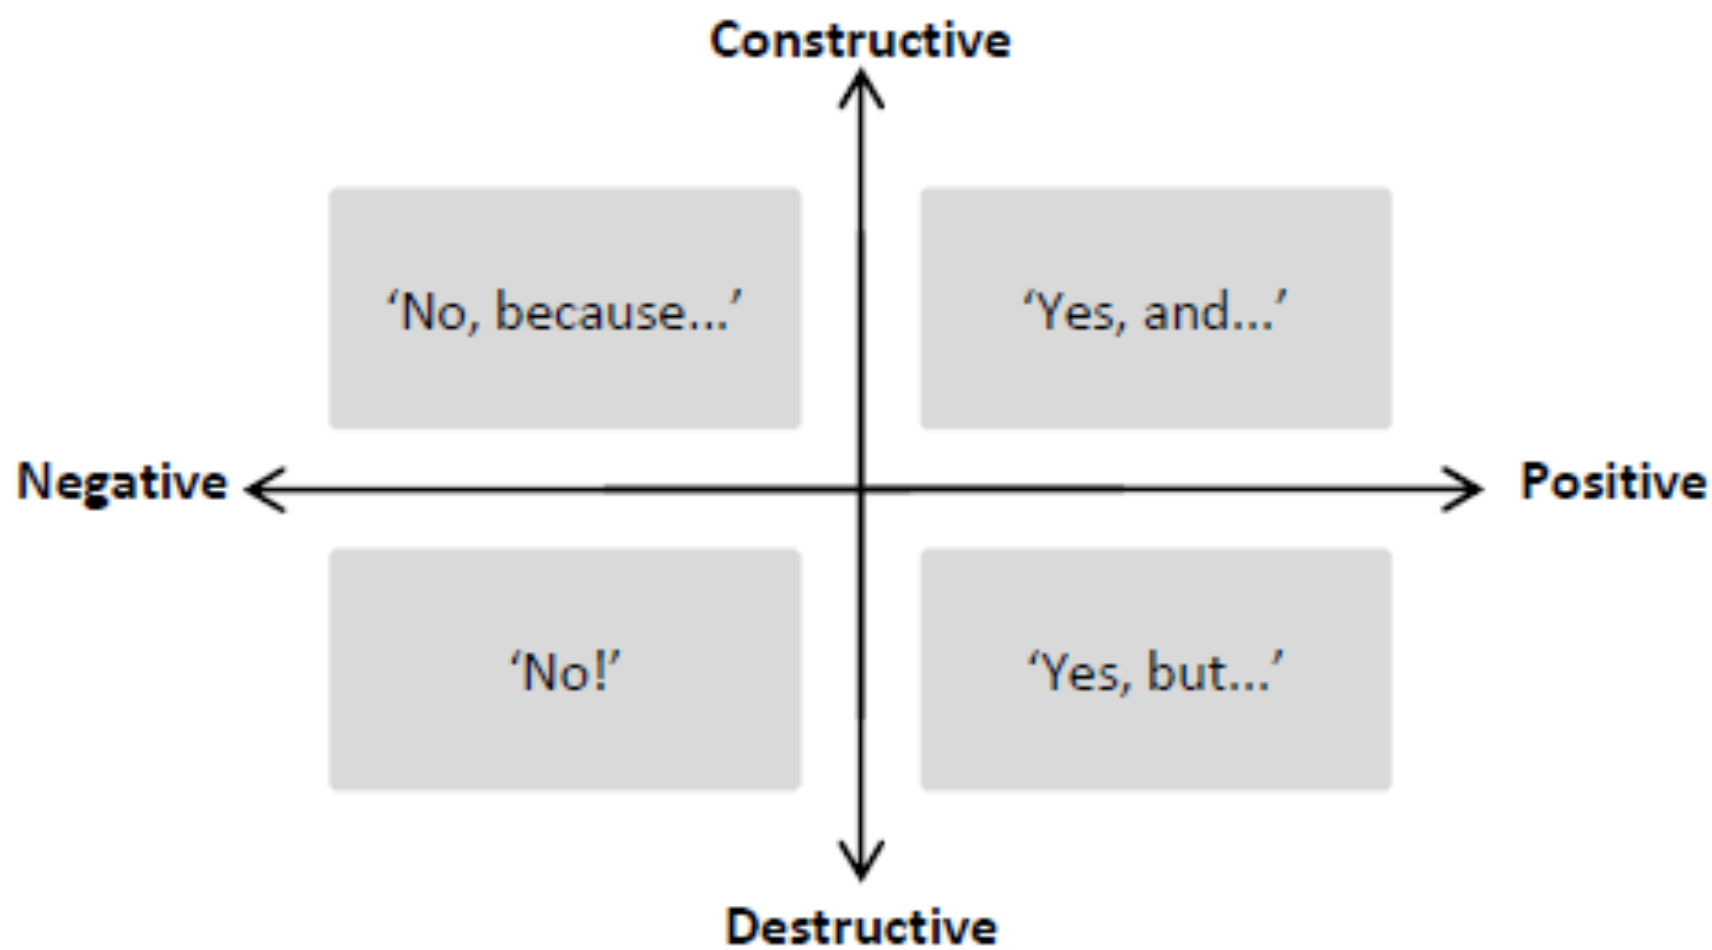 Constructive
‘No, because...’
‘Yes, and...’
Negative
Positive
‘No!’
‘Yes, but...’
Destructive